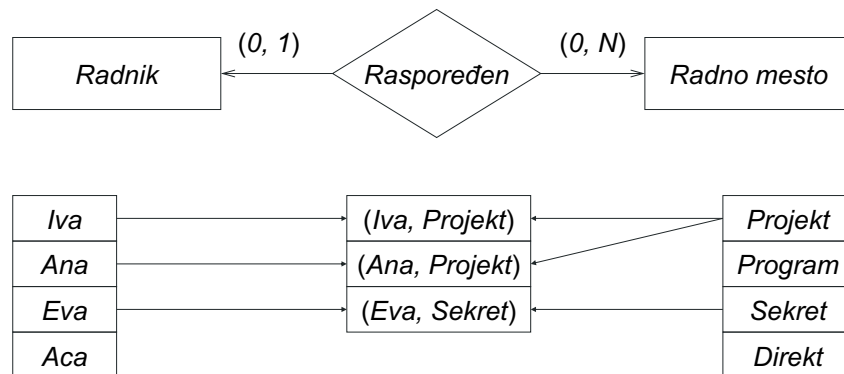 (0, 1) (0, N)
Radnik Raspoređen Radno mesto
Iva (Iva, Projekt) Projekt
Ana (Ana, Projekt) Program
Eva (Eva, Sekret) Sekret
Aca Direkt